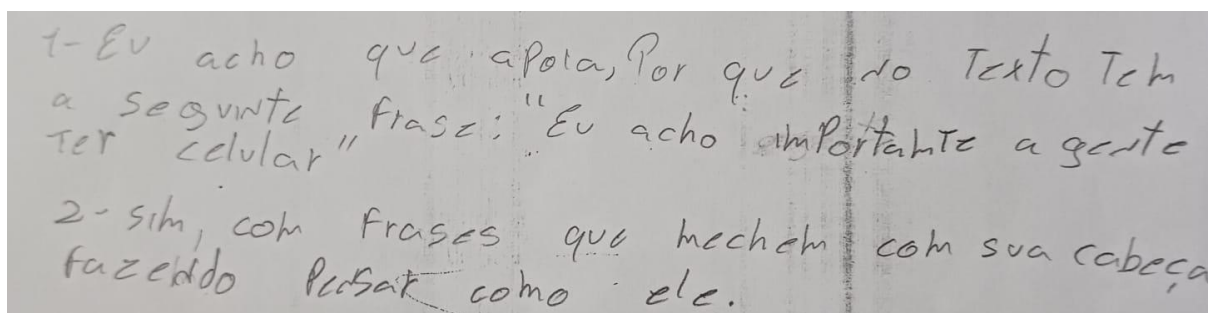 1- Eu acho que apoia, Por que no Texto Tem
a seguinte frase: "Eu acho importante a gente
Ter celular"
2- sim, com frases que mechem com sua cabeça
fazendo Pensar como ele.